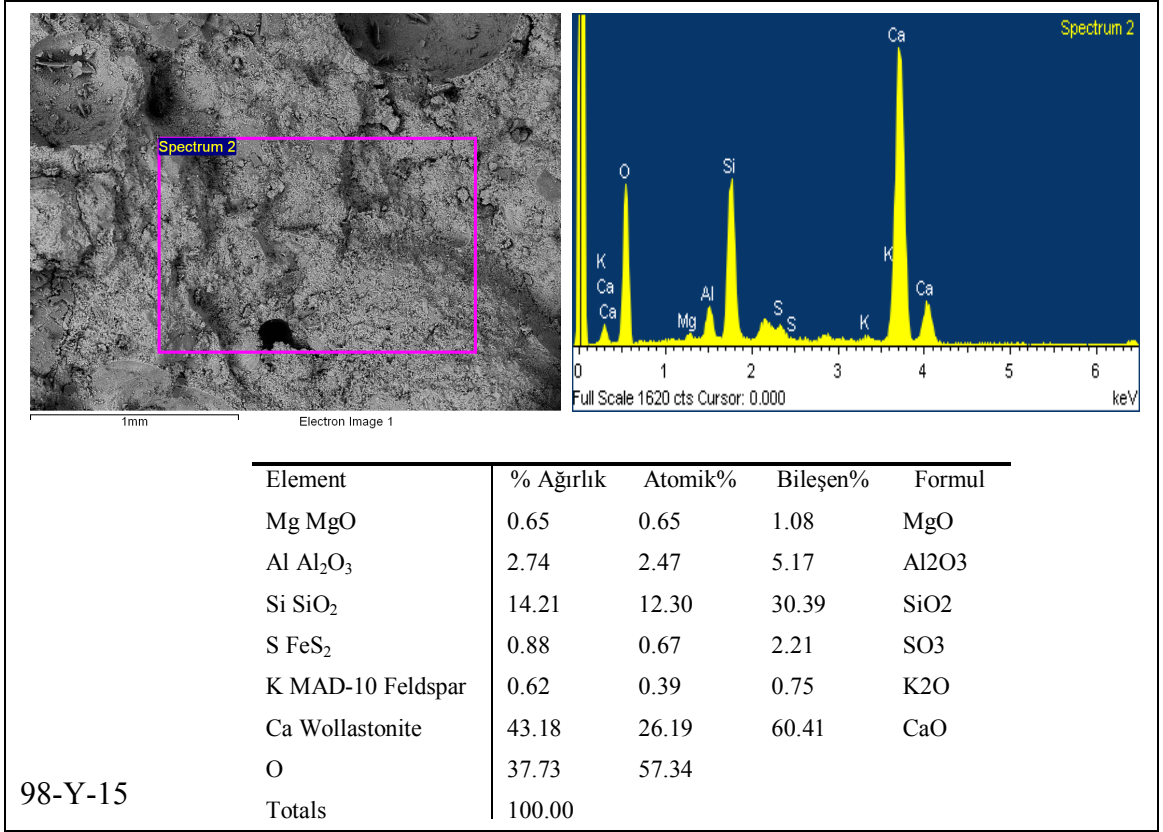 Spectrum 2
1mm
Electron Image 1
Spectrum 2
Ca
O
Si
K
K
Ca
Ca
Ca
Al
Mg
S
S
K
0 1 2 3 4 5 6
Full Scale 1620 cts Cursor: 0.000 keV
Element % Ağırlık Atomik% Bileşen% Formul
Mg MgO 0.65 0.65 1.08 MgO
Al Al₂O₃ 2.74 2.47 5.17 Al2O3
Si SiO₂ 14.21 12.30 30.39 SiO2
S FeS₂ 0.88 0.67 2.21 SO3
K MAD-10 Feldspar 0.62 0.39 0.75 K2O
Ca Wollastonite 43.18 26.19 60.41 CaO
O 37.73 57.34
Totals 100.00
98-Y-15